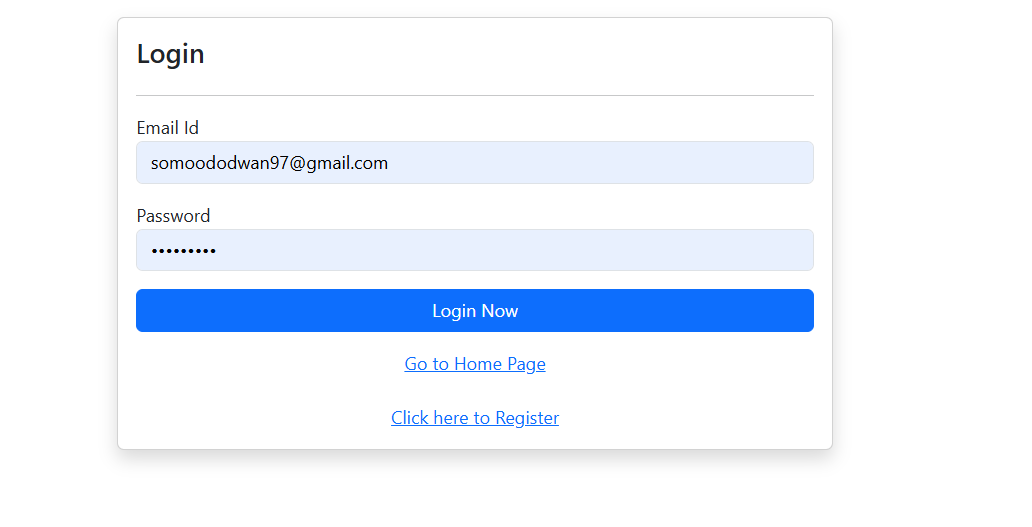 Login
Email Id
somoododwan97@gmail.com
Password
•••••••••
Login Now
Go to Home Page
Click here to Register